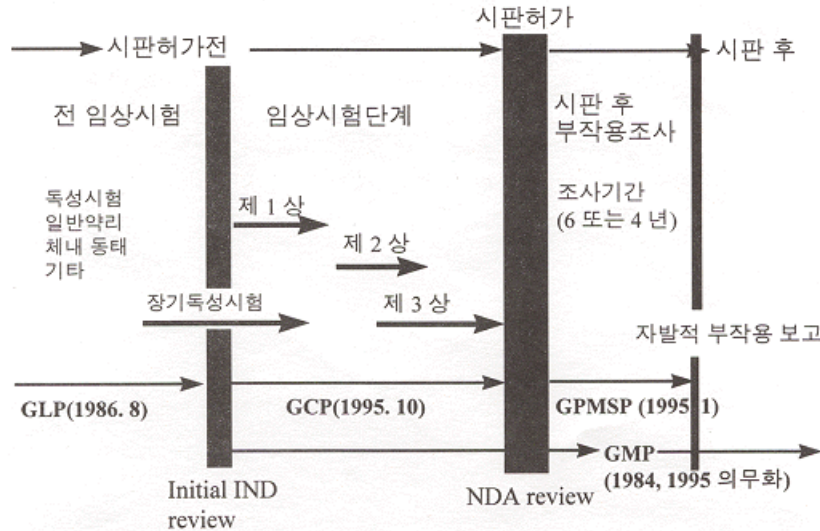 시판허가
시판허가전
시판 후
전 임상시험
임상시험단계
시판 후
부작용조사
독성시험
일반약리
체내 동태
기타
조사기간
(6 또는 4 년)
제 1 상
제 2 상
장기독성시험
제 3 상
자발적 부작용 보고
GLP(1986. 8)
GCP(1995. 10)
GPMSP (1995. 1)
GMP
(1984, 1995 의무화)
Initial IND
review
NDA review